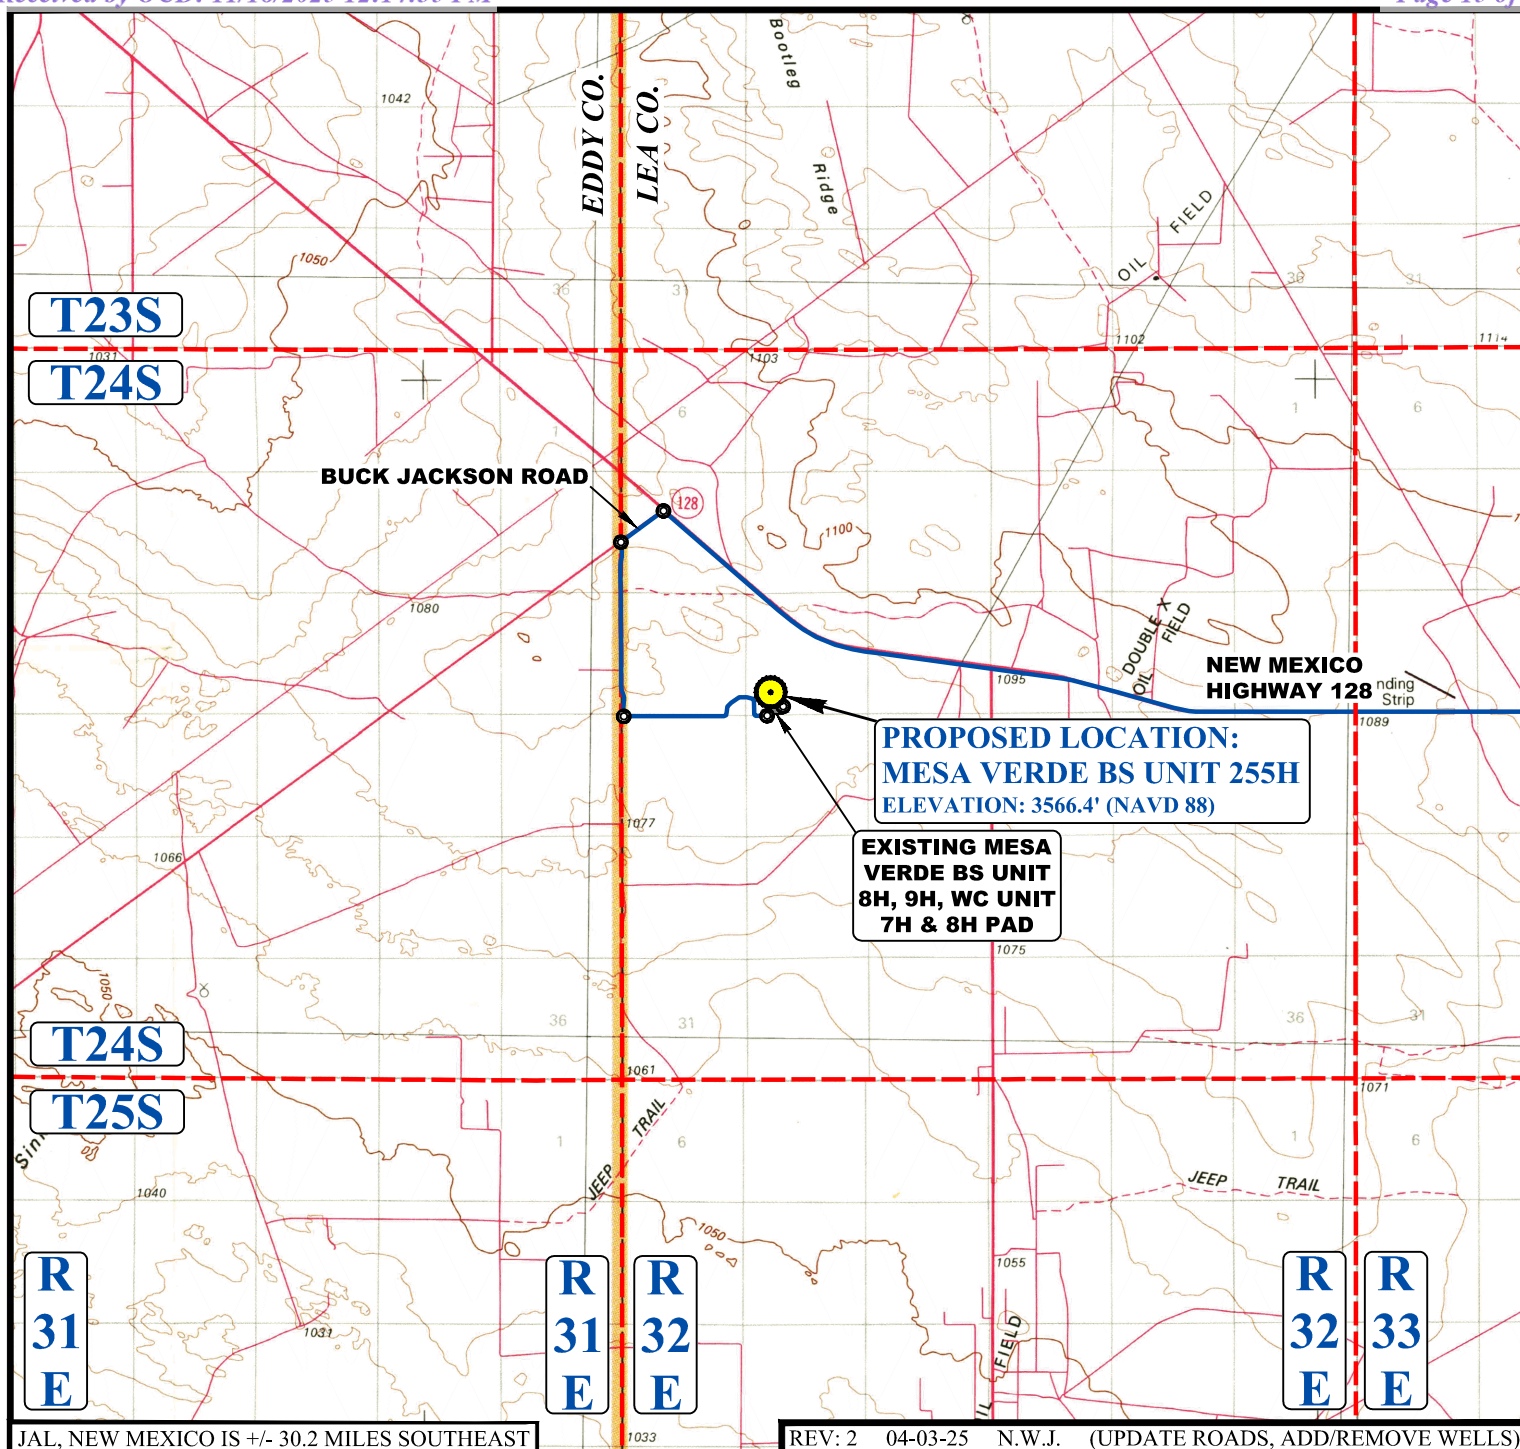 Bootleg
1042
EDDY CO.
LEA CO.
Ridge
OIL FIELD
1050
36
31
36
31
T23S
1031
1103
1102
1114
T24S
6
1
1
6
BUCK JACKSON ROAD
128
1100
1080
DOUBLE X
OIL FIELD
NEW MEXICO
HIGHWAY 128
nding
Strip
1095
1089
PROPOSED LOCATION:
MESA VERDE BS UNIT 255H
ELEVATION: 3566.4' (NAVD 88)
1077
EXISTING MESA
VERDE BS UNIT
8H, 9H, WC UNIT
7H & 8H PAD
1066
1075
1050
36
31
36
31
T24S
1061
1071
T25S
JEEP TRAIL
1
6
1
6
JEEP TRAIL
1040
1050
1055
R
31
E
R
31
E
R
32
E
R
32
E
R
33
E
1031
FIELD
1033
JAL, NEW MEXICO IS +/- 30.2 MILES SOUTHEAST
REV: 2 04-03-25 N.W.J. (UPDATE ROADS, ADD/REMOVE WELLS)